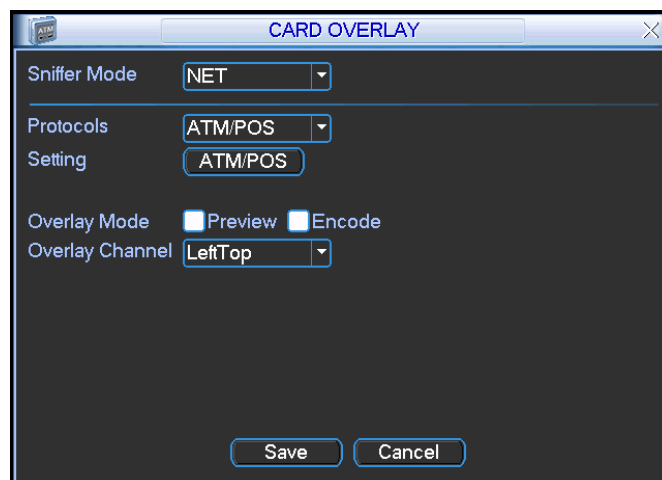 ATM
CARD OVERLAY
Sniffer Mode NET
Protocols ATM/POS
Setting ATM/POS
Overlay Mode Preview Encode
Overlay Channel LeftTop
Save Cancel